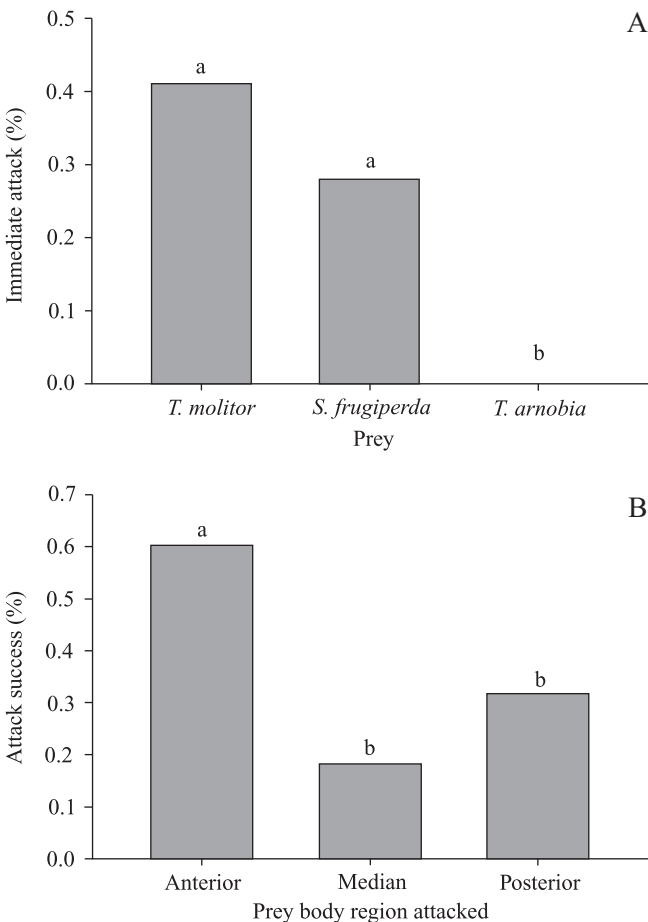 A
0.5
0.4
0.3
0.2
0.1
0.0
Immediate attack (%)
a
a
b
T. molitor S. frugiperda T. arnobia
Prey
B
0.7
0.6
0.5
0.4
0.3
0.2
0.1
0.0
Attack success (%)
a
b
b
Anterior Median Posterior
Prey body region attacked